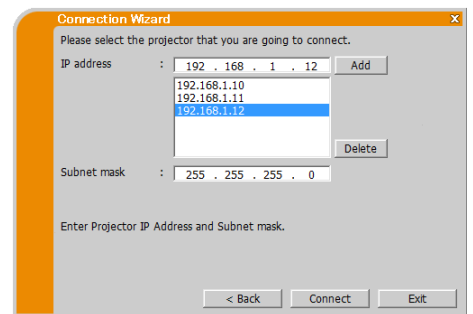 Connection Wizard x
Please select the projector that you are going to connect.
IP address : 192 . 168 . 1 . 12 Add
192.168.1.10
192.168.1.11
192.168.1.12
Delete
Subnet mask : 255 . 255 . 255 . 0
Enter Projector IP Address and Subnet mask.
< Back Connect Exit